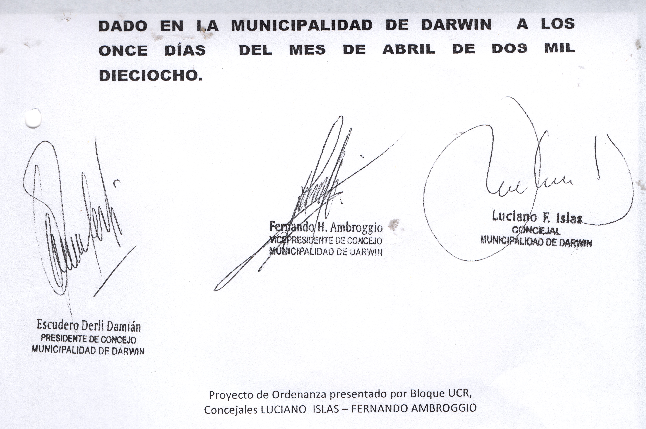 DADO EN LA MUNICIPALIDAD DE DARWIN A LOS
ONCE DÍAS DEL MES DE ABRIL DE DOS MIL
DIECIOCHO.
Fernando H. Ambroggio
VICEPRESIDENTE DE CONCEJO
MUNICIPALIDAD DE DARWIN
Luciano F. Islas
CONCEJAL
MUNICIPALIDAD DE DARWIN
Escudero Derli Damián
PRESIDENTE DE CONCEJO
MUNICIPALIDAD DE DARWIN
Proyecto de Ordenanza presentado por Bloque UCR,
Concejales LUCIANO ISLAS – FERNANDO AMBROGGIO